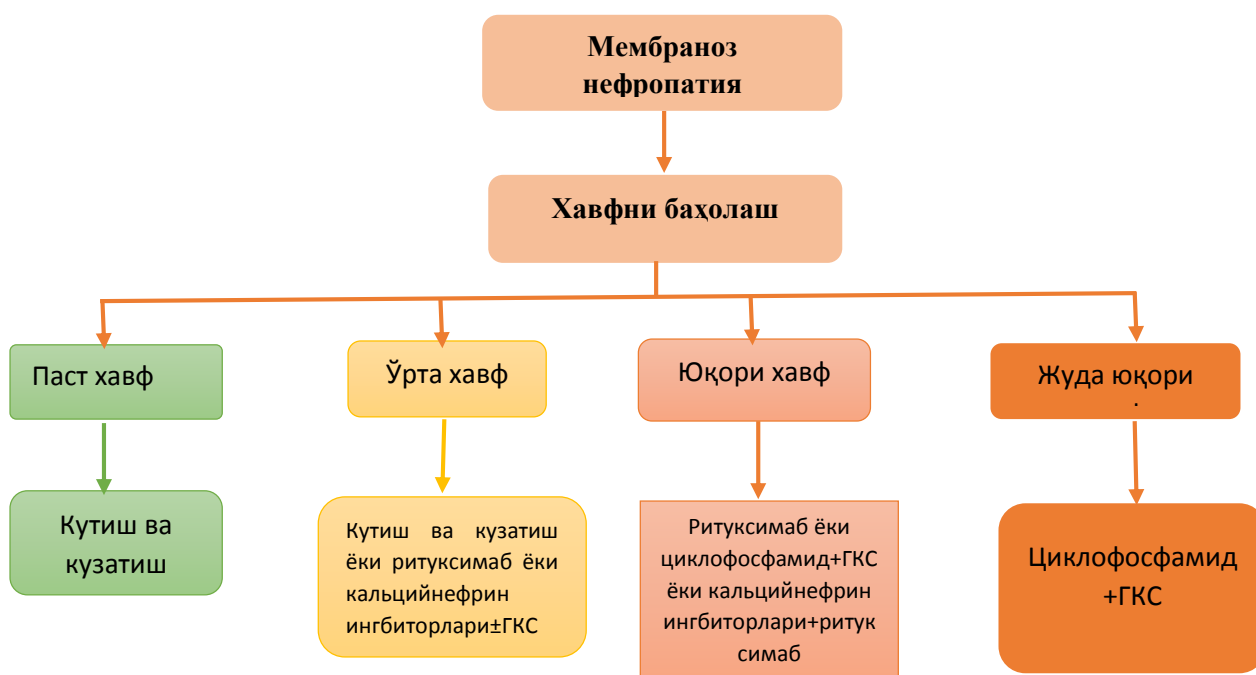 Мембраноз
нефропатия
Хавфни баҳолаш
Паст хавф
Ўрта хавф
Юқори хавф
Жуда юқори
Кутиш ва
кузатиш
Кутиш ва кузатиш
ёки ритуксимаб ёки
кальцийнефрин
ингбиторлари±ГКС
Ритуксимаб ёки
циклофосфамид+ГКС
ёки кальцийнефрин
ингбиторлари+ритук
симаб
Циклофосфамид
+ГКС